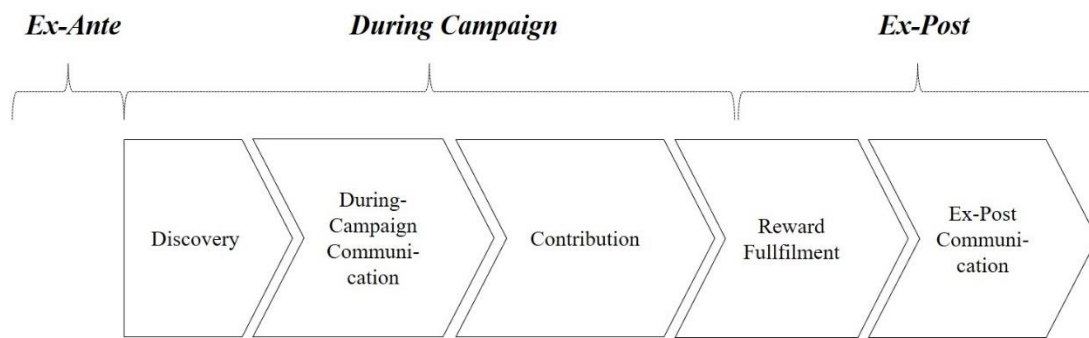 Ex-Ante
During Campaign
Ex-Post
Discovery
During-
Campaign
Communi-
cation
Contribution
Reward
Fullfilment
Ex-Post
Communi-
cation